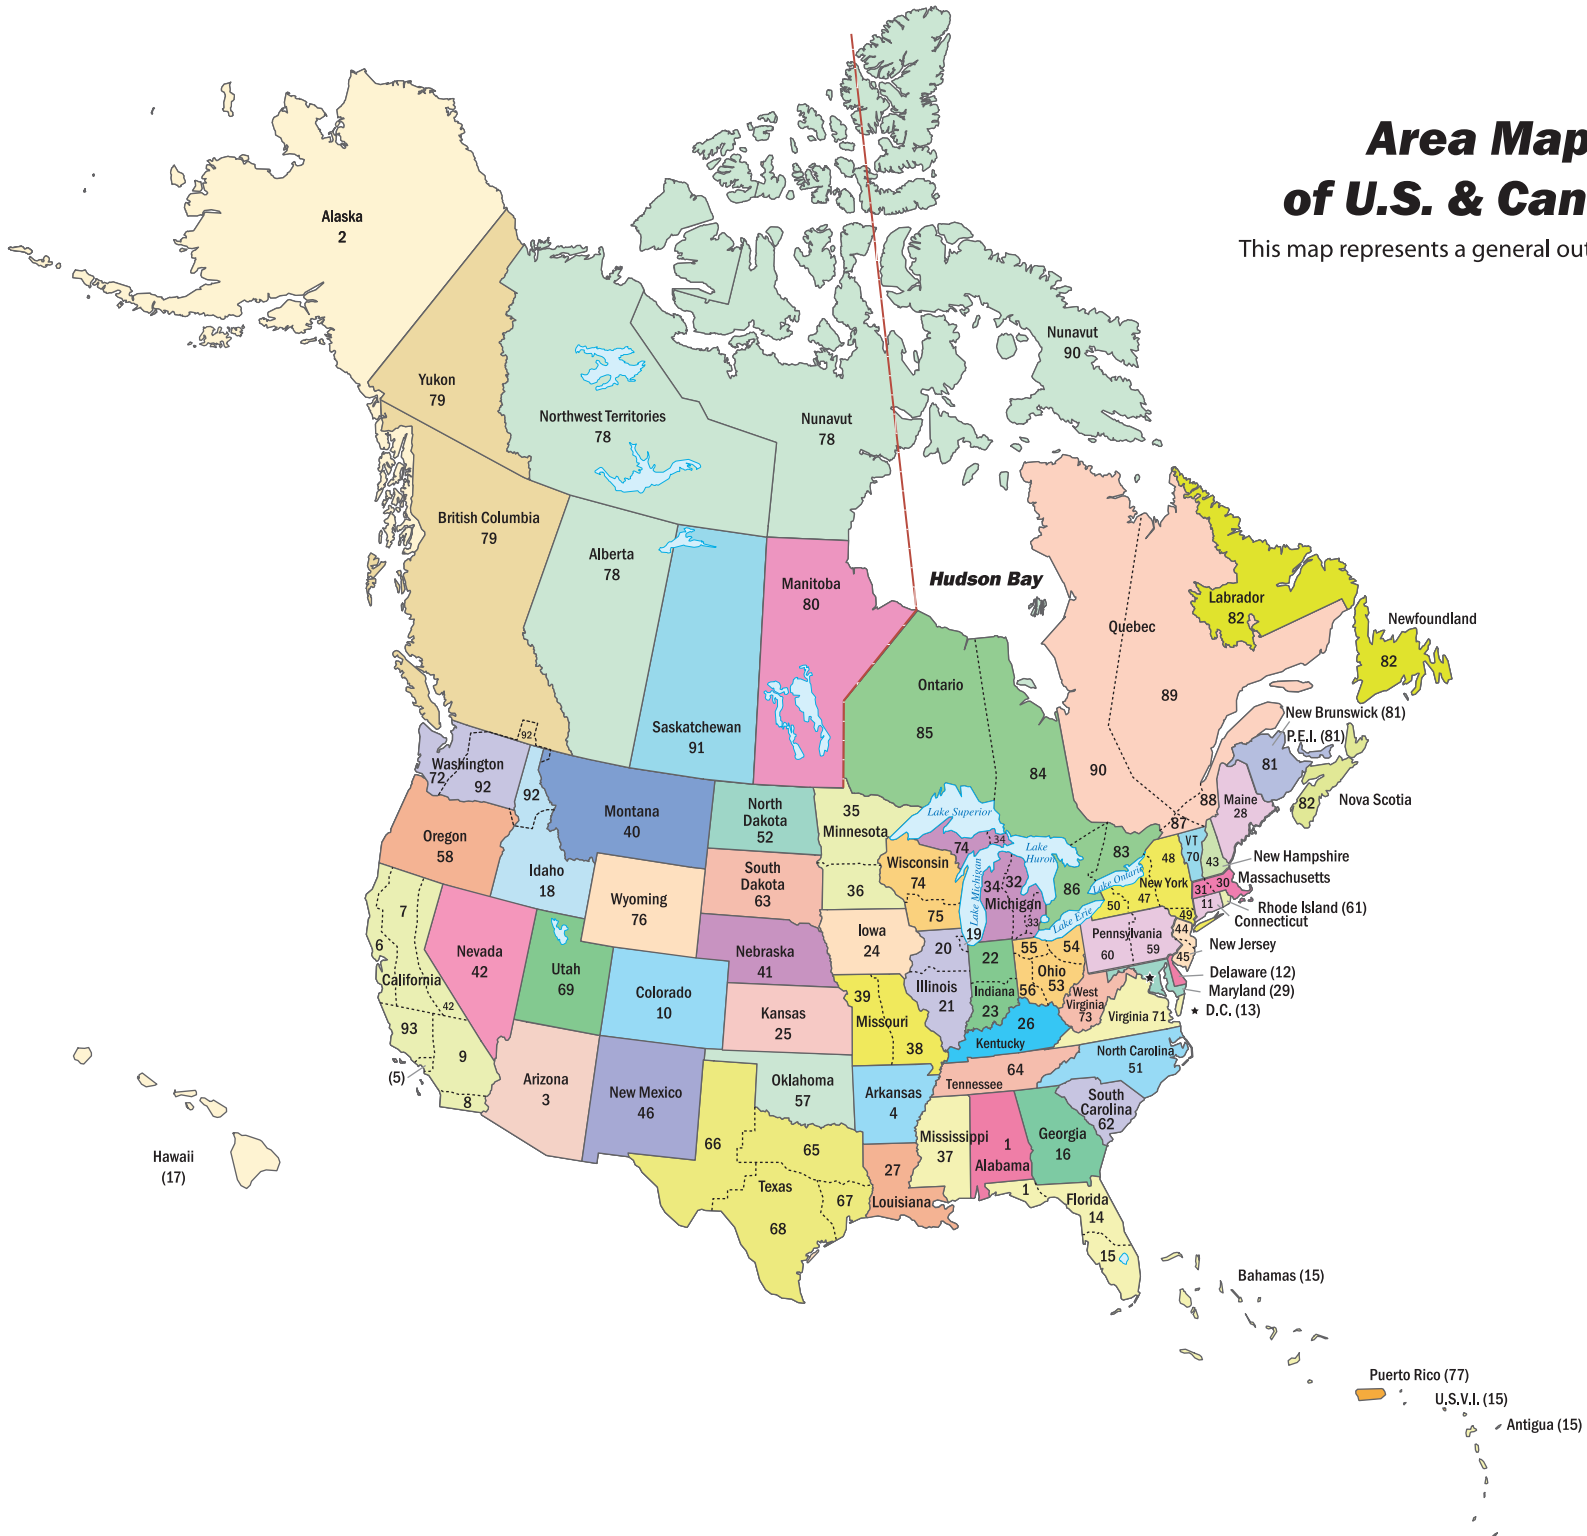 Area Map
of U.S. & Can
This map represents a general out
Alaska
2
Yukon
79
Northwest Territories
78
Nunavut
78
Nunavut
90
British Columbia
79
Alberta
78
Saskatchewan
91
Manitoba
80
Hudson Bay
Ontario
85
84
Quebec
89
90
Labrador
82
Newfoundland
82
New Brunswick (81)
P.E.I. (81)
81
Nova Scotia
82
88
87
83
86
Washington
72
92
92
92
Oregon
58
Idaho
18
Montana
40
North
Dakota
52
South
Dakota
63
Minnesota
35
36
Wisconsin
74
75
74
34
Lake Superior
Lake Michigan
Lake
Huron
Lake Ontario
Lake Erie
Michigan
34
32
33
Wyoming
76
Nebraska
41
Iowa
24
19
20
Illinois
21
22
Indiana
23
55
54
Ohio
56
53
Pennsylvania
60
59
New York
48
47
50
49
VT
70
43
New Hampshire
Maine
28
Massachusetts
31
30
11
Rhode Island (61)
Connecticut
44
45
New Jersey
Delaware (12)
Maryland (29)
D.C. (13)
West
Virginia
73
Virginia 71
26
Kentucky
64
Tennessee
North Carolina
51
South
Carolina
62
Georgia
16
1
Alabama
Mississippi
37
27
Louisiana
Arkansas
4
39
Missouri
38
Kansas
25
Colorado
10
Utah
69
Nevada
42
California
6
7
42
93
9
(5)
8
Arizona
3
New Mexico
46
Oklahoma
57
Texas
66
65
67
68
1
Florida
14
15
Hawaii
(17)
Bahamas (15)
Puerto Rico (77)
U.S.V.I. (15)
Antigua (15)